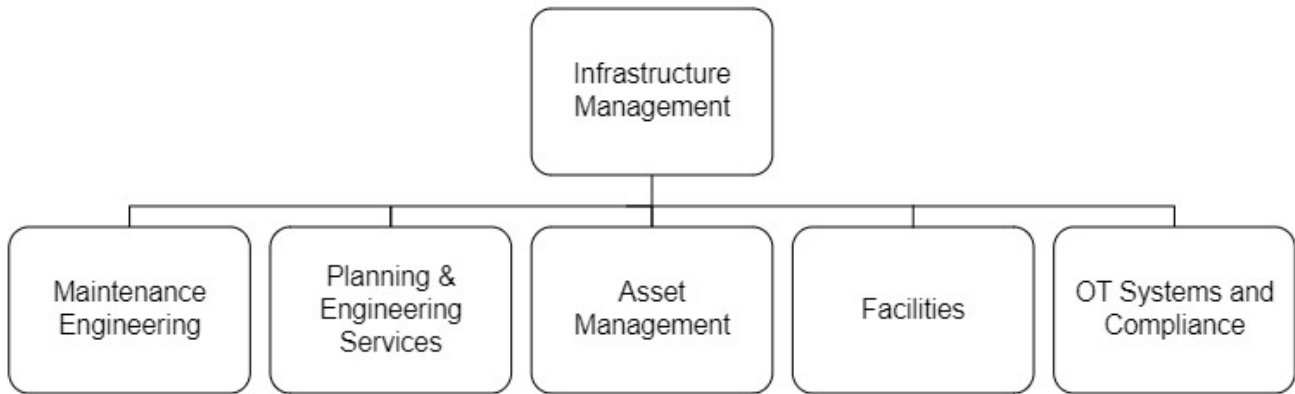 Infrastructure
Management
Maintenance
Engineering
Planning &
Engineering
Services
Asset
Management
Facilities
OT Systems and
Compliance